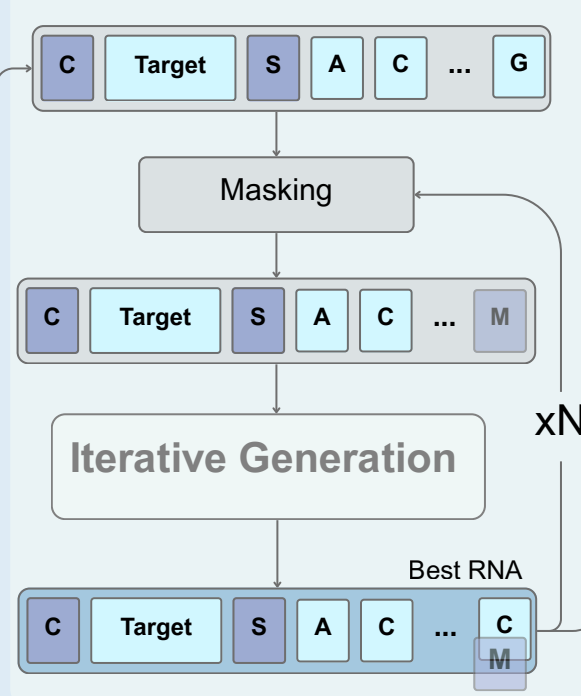 C Target S A C ... G
Masking
C Target S A C ... M
xN
Iterative Generation
Best RNA
C Target S A C ... C
M